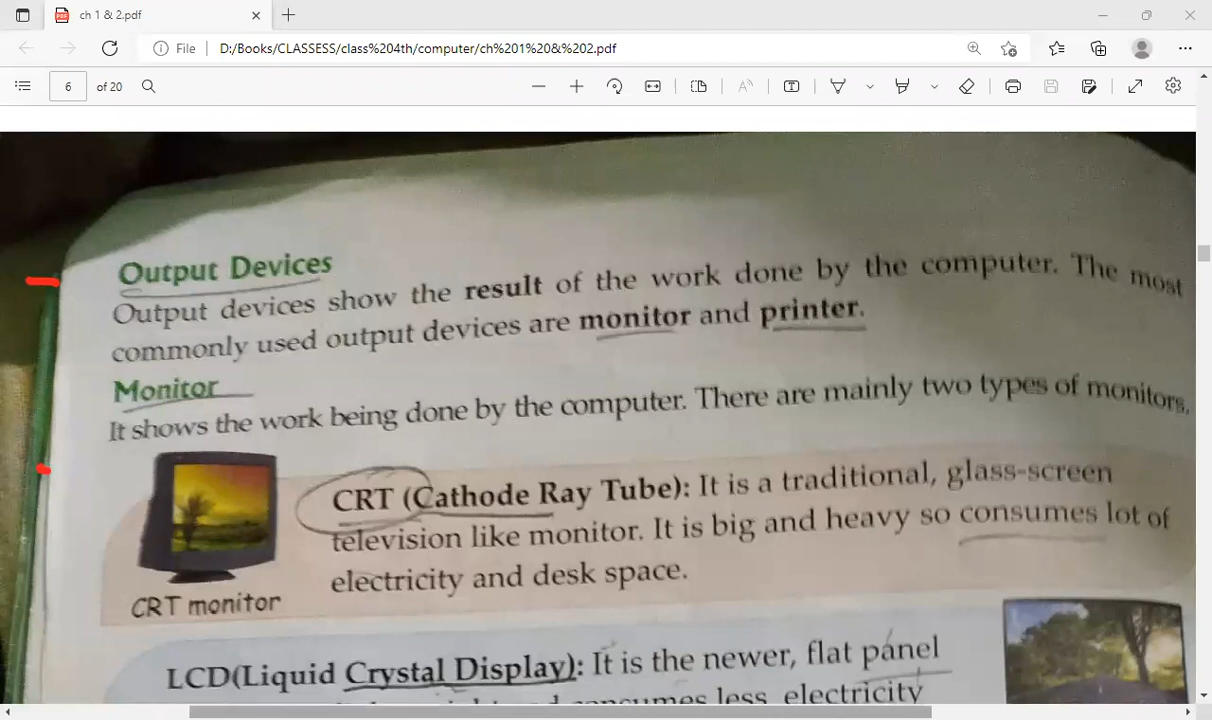 ch 1 & 2.pdf
File D:/Books/CLASSESS/class%204th/computer/ch%201%20&%202.pdf
6 of 20
Output Devices
Output devices show the result of the work done by the computer. The most
commonly used output devices are monitor and printer.
Monitor
It shows the work being done by the computer. There are mainly two types of monitors,
CRT (Cathode Ray Tube): It is a traditional, glass-screen
television like monitor. It is big and heavy so consumes lot of
electricity and desk space.
CRT monitor
LCD(Liquid Crystal Display): It is the newer, flat panel
consumes less electricity